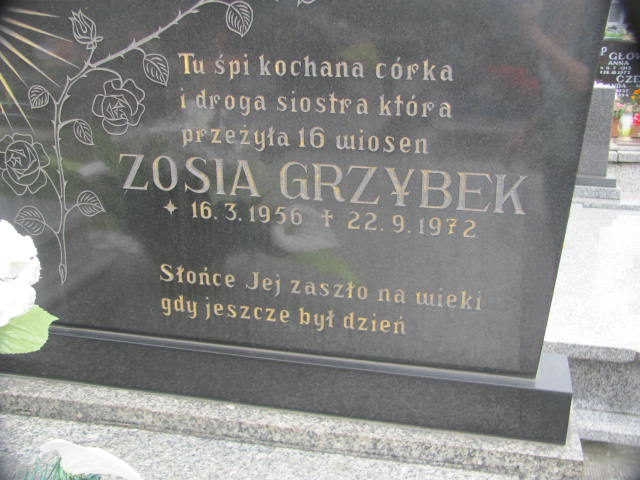 Tu śpi kochana córka
i droga siostra która
przeżyła 16 wiosen
ZOSIA GRZYBEK
✦ 16.3.1956 ✝ 22.9.1972
Słońce Jej zaszło na wieki
gdy jeszcze był dzień
ANNA